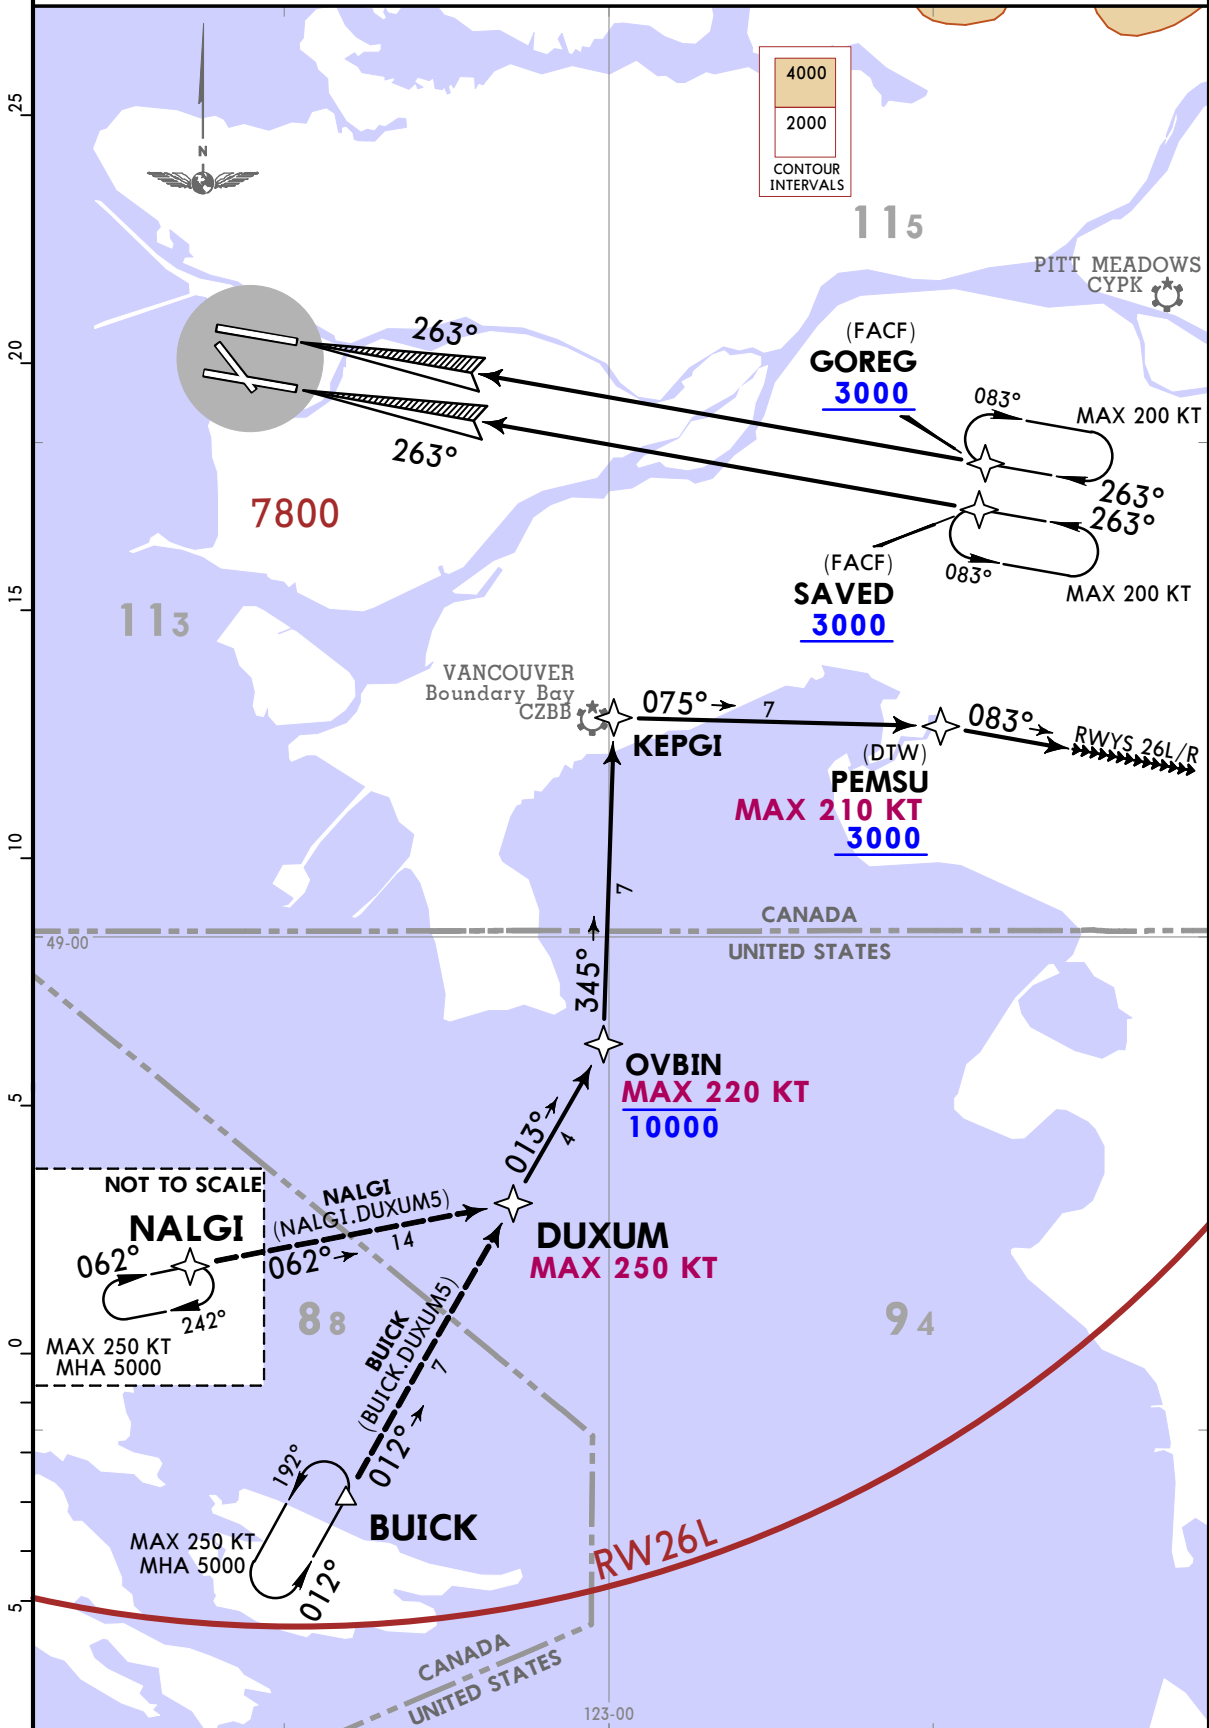 4000
2000
CONTOUR
INTERVALS
25
N
115
PITT MEADOWS
CYPK
263°
(FACF)
GOREG
3000
20
083°
MAX 200 KT
263°
263°
263°
7800
(FACF)
SAVED
3000
083°
MAX 200 KT
15
113
VANCOUVER
Boundary Bay
CZBB
075°
7
083°
RWYS 26L/R
KEPGI
(DTW)
PEMSU
MAX 210 KT
3000
10
7
CANADA
49-00
UNITED STATES
345°
OVBIN
MAX 220 KT
10000
5
013°
4
NOT TO SCALE
NALGI
NALGI
(NALGI.DUXUM5)
14
062°
062°
242°
MAX 250 KT
MHA 5000
DUXUM
MAX 250 KT
88
94
0
BUICK
(BUICK.DUXUM5)
7
012°
192°
BUICK
MAX 250 KT
MHA 5000
012°
RW26L
5
CANADA
UNITED STATES
123-00